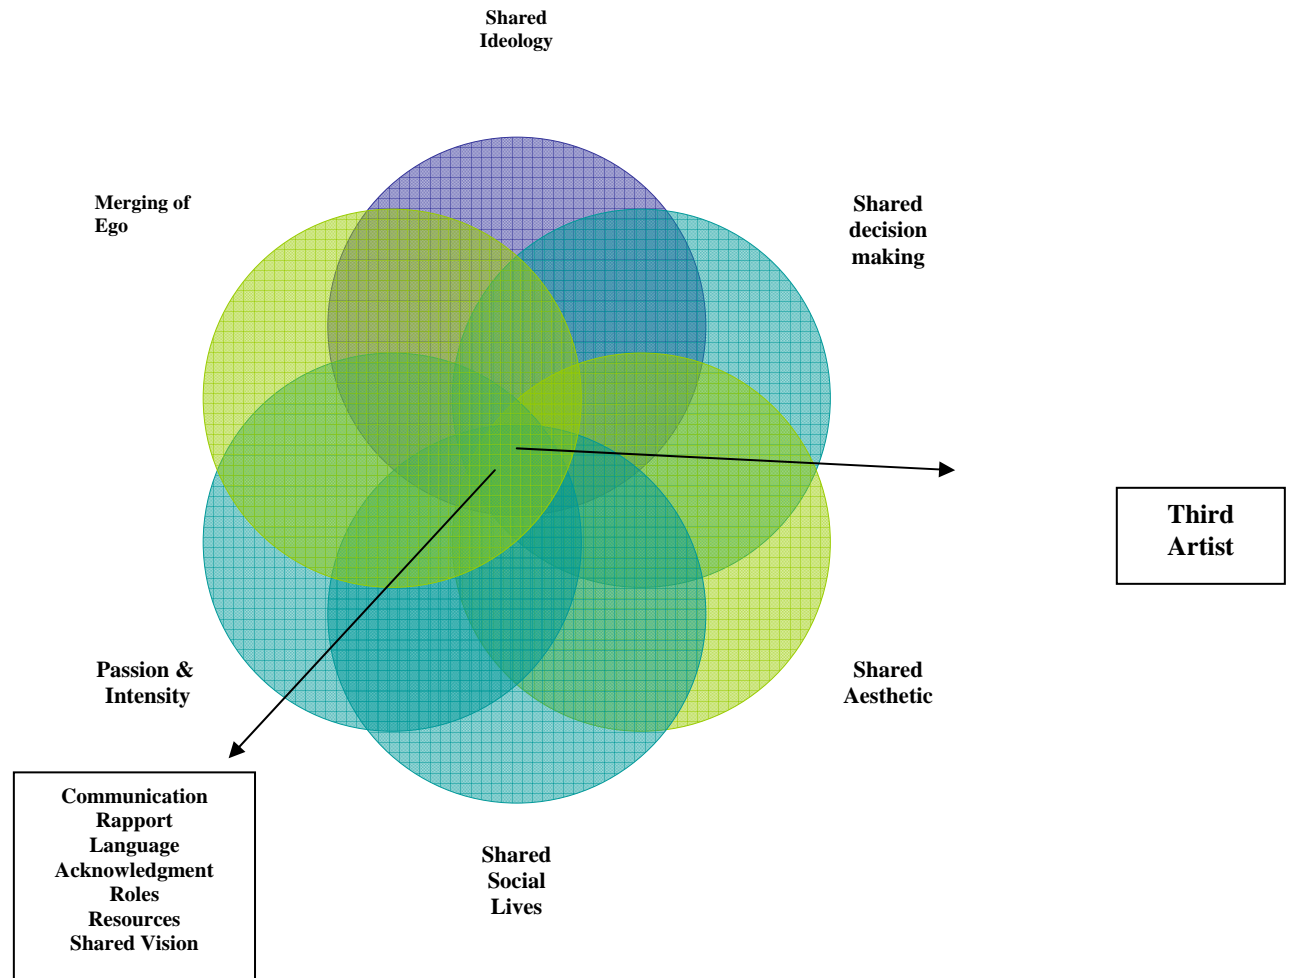 Shared
Ideology
Merging of
Ego
Shared
decision
making
Third
Artist
Passion &
Intensity
Shared
Aesthetic
Communication
Rapport
Language
Acknowledgment
Roles
Resources
Shared Vision
Shared
Social
Lives